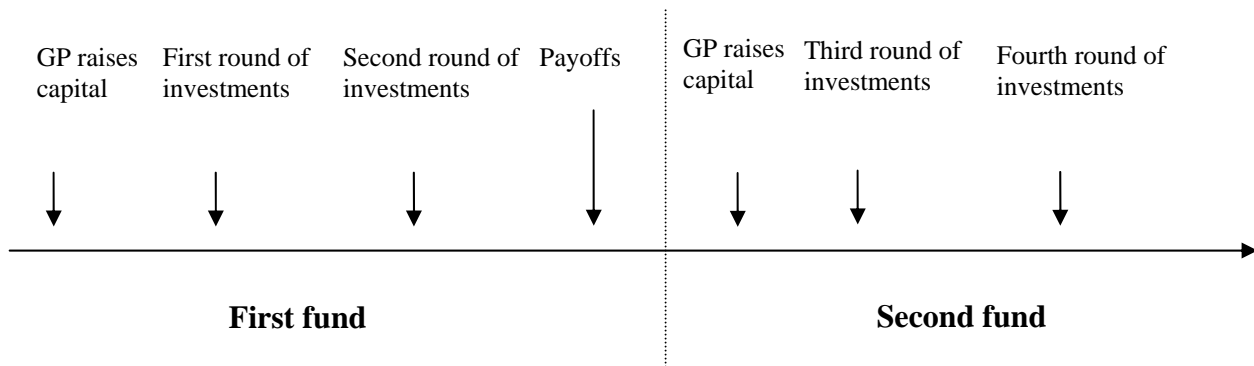 GP raises
capital
First round of
investments
Second round of
investments
Payoffs
GP raises
capital
Third round of
investments
Fourth round of
investments
First fund
Second fund